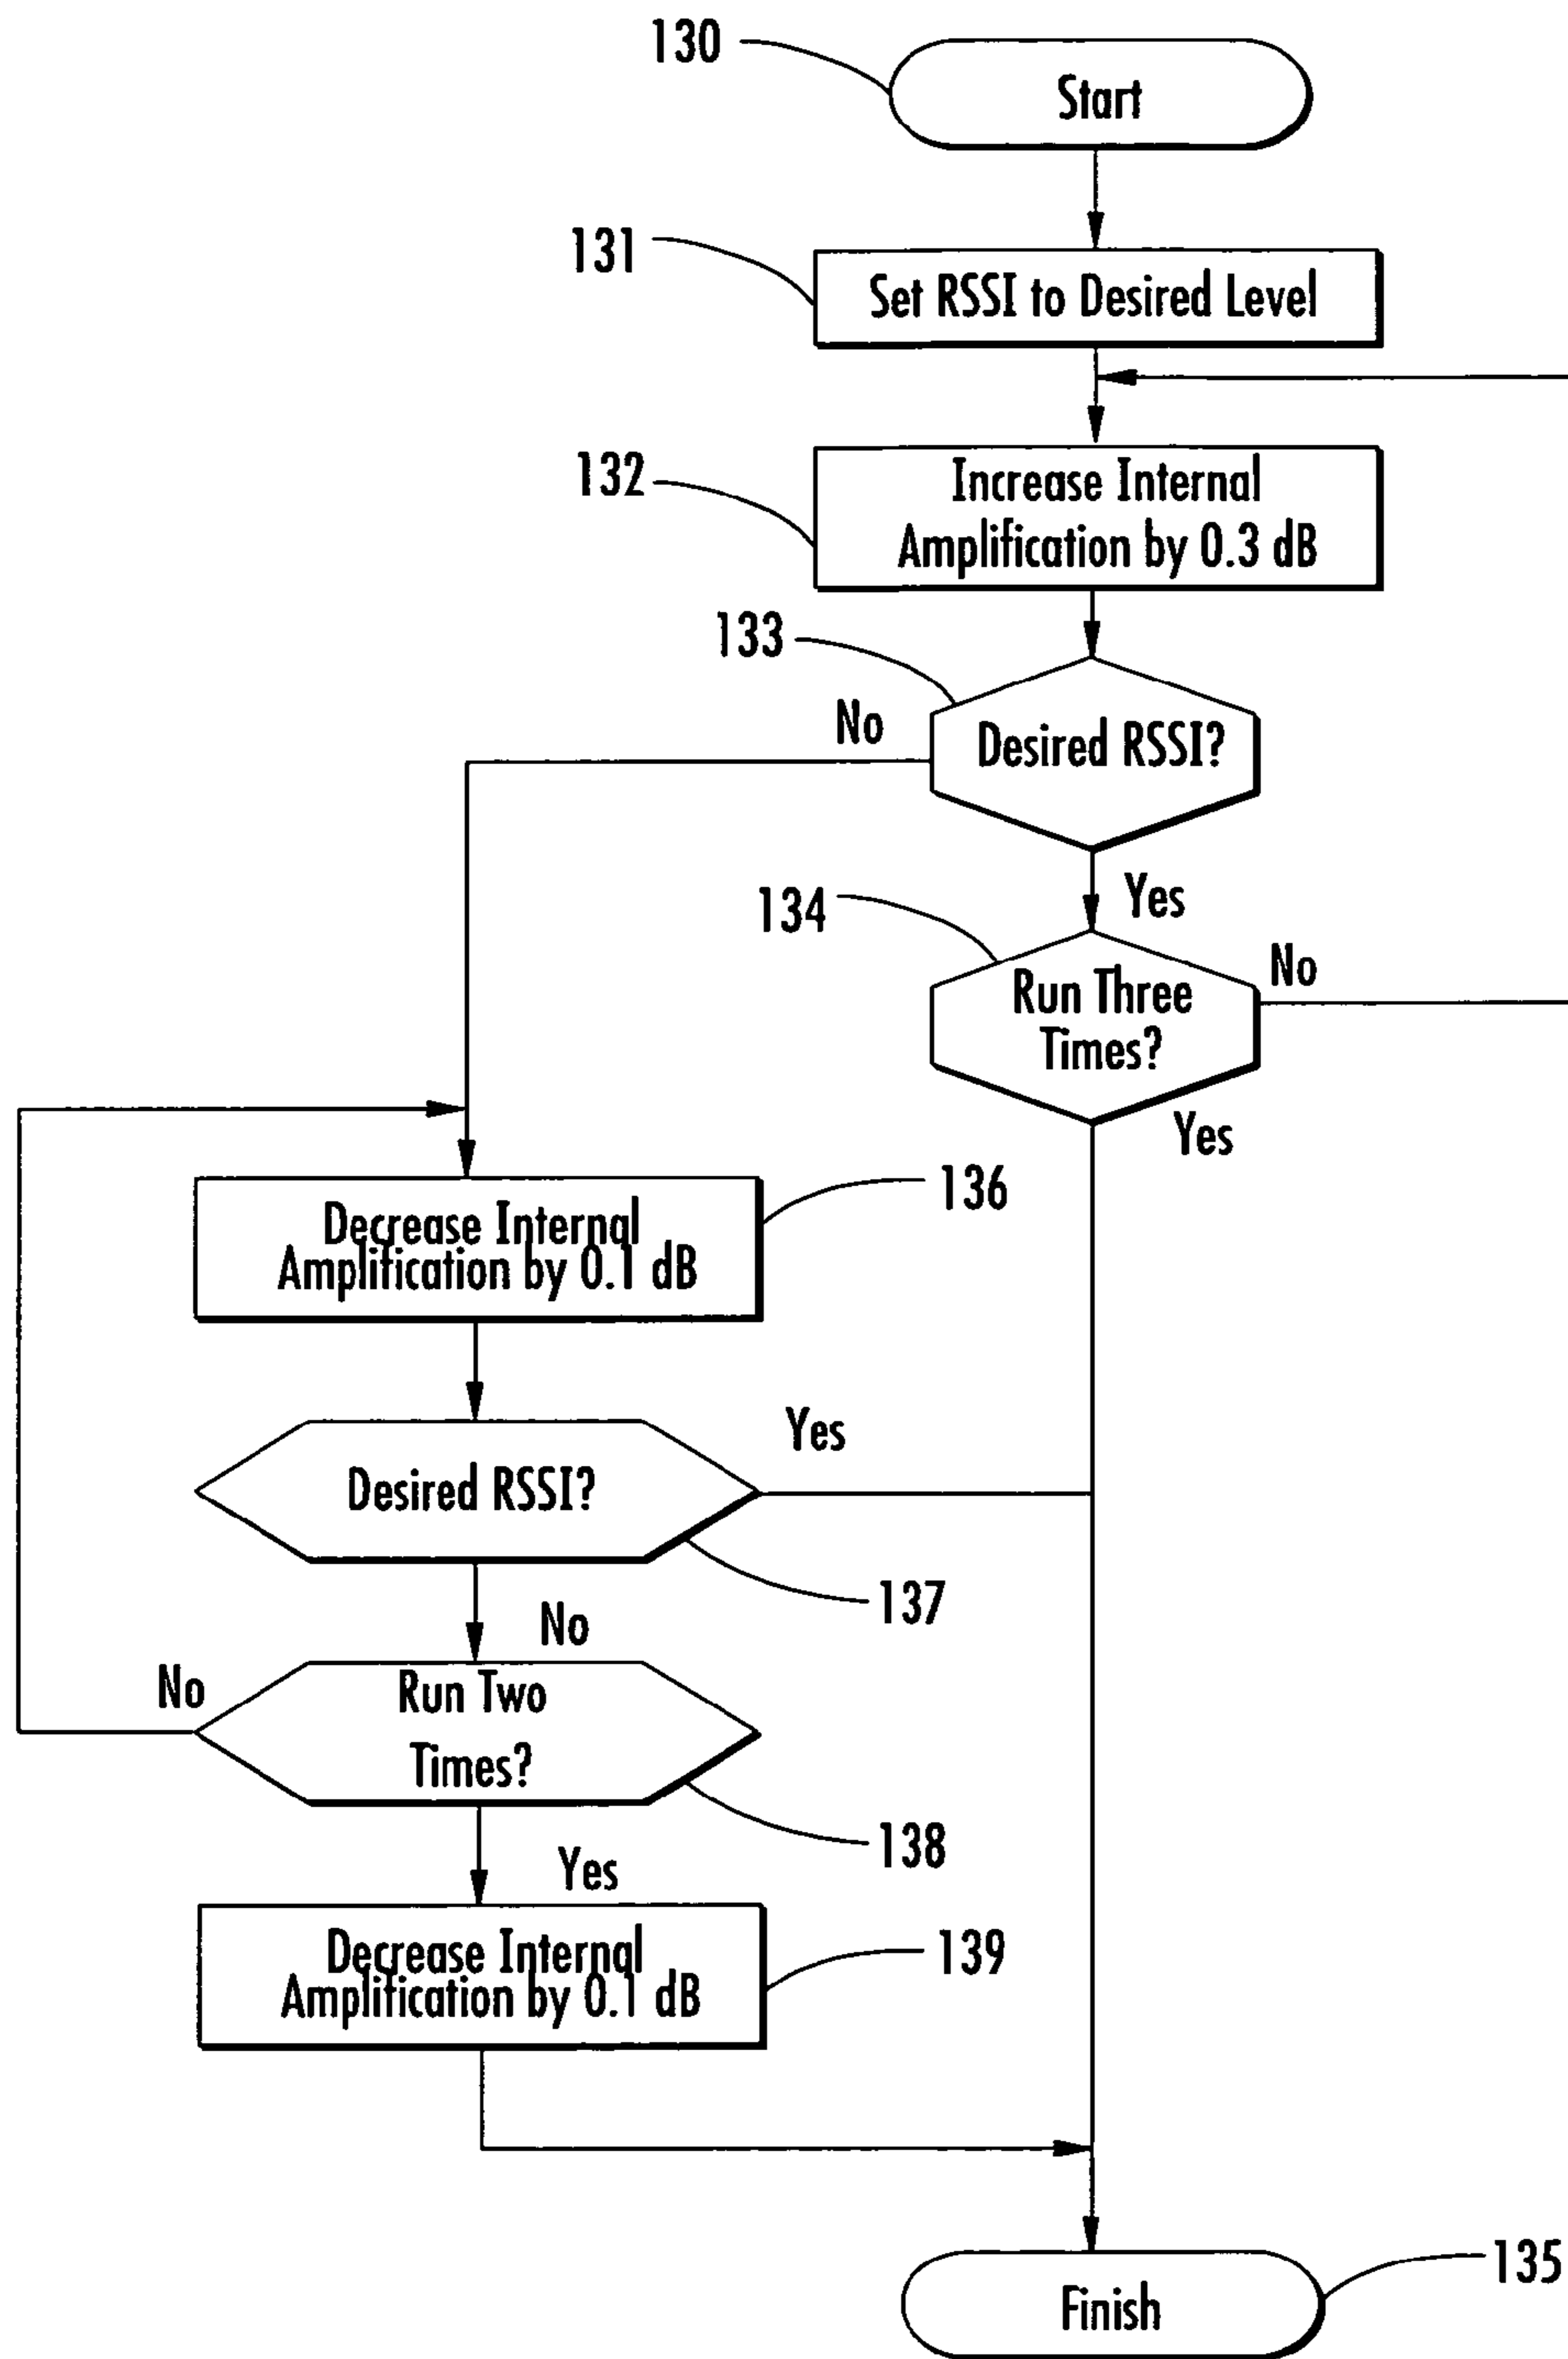 130
Start
131
Set RSSI to Desired Level
132
Increase Internal
Amplification by 0.3 dB
133
No
Desired RSSI?
134
Yes
No
Run Three
Times?
Yes
136
Decrease Internal
Amplification by 0.1 dB
Yes
Desired RSSI?
137
No
No
Run Two
Times?
138
Yes
139
Decrease Internal
Amplification by 0.1 dB
135
Finish